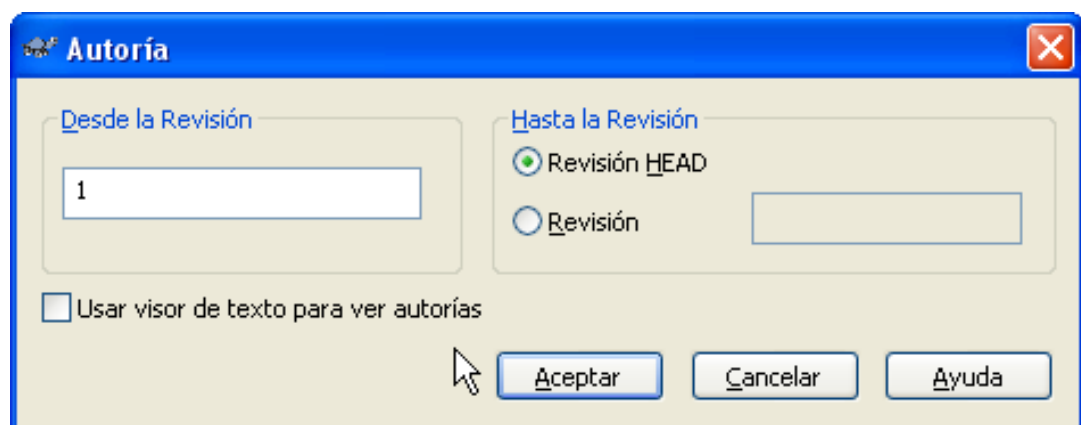 Autoría
Desde la Revisión
1
Hasta la Revisión
Revisión HEAD
Revisión
Usar visor de texto para ver autorías
Aceptar
Cancelar
Ayuda